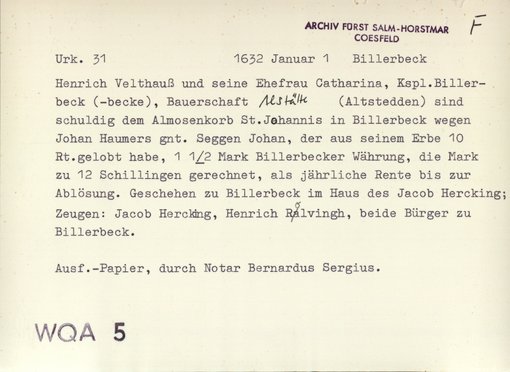 ARCHIV FÜRST SALM-HORSTMAR F
COESFELD
Urk. 31 1632 Januar 1 Billerbeck
Henrich Velthauß und seine Ehefrau Catharina, Kspl.Biller-
beck (-becke), Bauerschaft Alstätte (Altstedden) sind
schuldig dem Almosenkorb St.Johannis in Billerbeck wegen
Johan Haumers gnt. Seggen Johan, der aus seinem Erbe 10
Rt.gelobt habe, 1 1/2 Mark Billerbecker Währung, die Mark
zu 12 Schillingen gerechnet, als jährliche Rente bis zur
Ablösung. Geschehen zu Billerbeck im Haus des Jacob Hercking;
Zeugen: Jacob Hercking, Henrich Rolvingh, beide Bürger zu
Billerbeck.
Ausf.-Papier, durch Notar Bernardus Sergius.
WQA 5